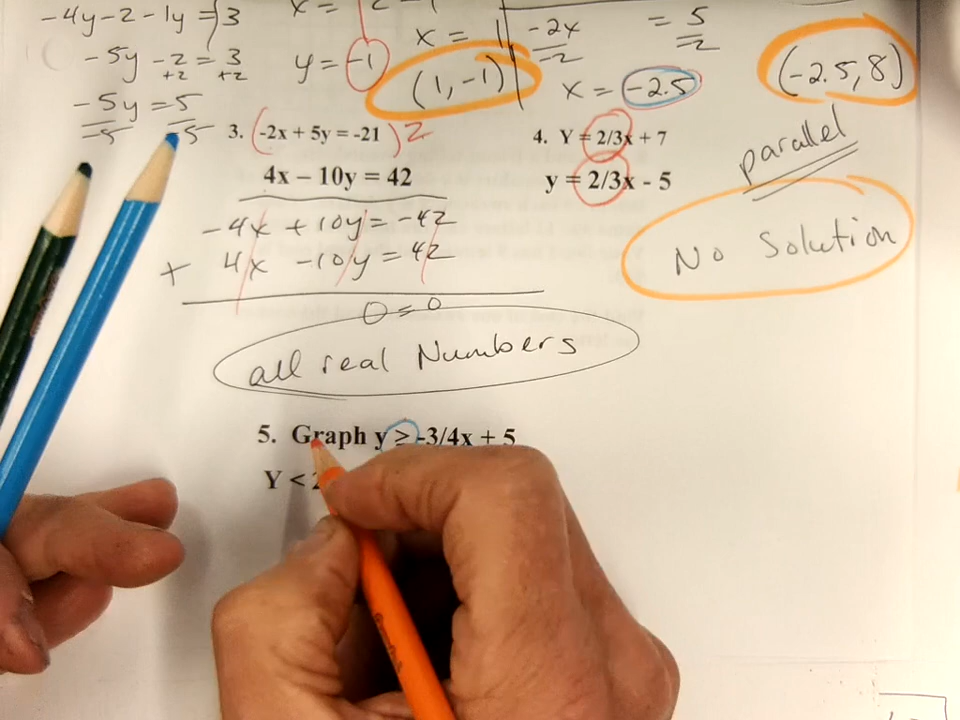 -4y-2-1y=3
-5y-2=3
+2 +2
-5y=5
-5 -5
y=-1
x = 1
(1,-1)
-2x = 5
-2 -2
x = -2.5
(-2.5,8)
3. (-2x + 5y = -21)2
4x – 10y = 42
-4x + 10y = -42
+ 4x -10y = 42
0 = 0
all real Numbers
4. Y = 2/3x + 7
y = 2/3x - 5
parallel
No Solution
5. Graph y ≥ -3/4x + 5
Y <